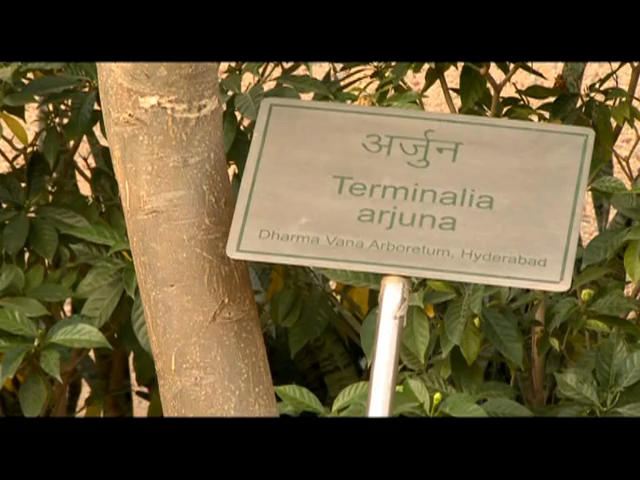 अर्जुन
Terminalia
arjuna
Dharma Vana Arboretum, Hyderabad